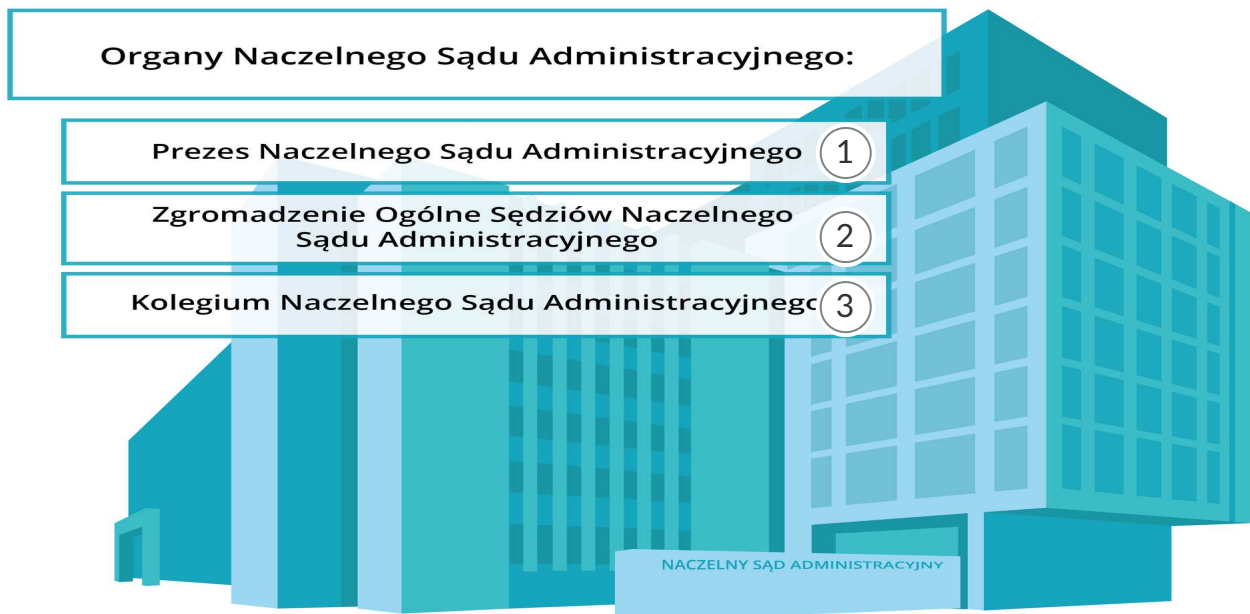 Organy Naczelnego Sądu Administracyjnego:
Prezes Naczelnego Sądu Administracyjnego 1
Zgromadzenie Ogólne Sędziów Naczelnego
Sądu Administracyjnego 2
Kolegium Naczelnego Sądu Administracyjnego 3
NACZELNY SĄD ADMINISTRACYJNY